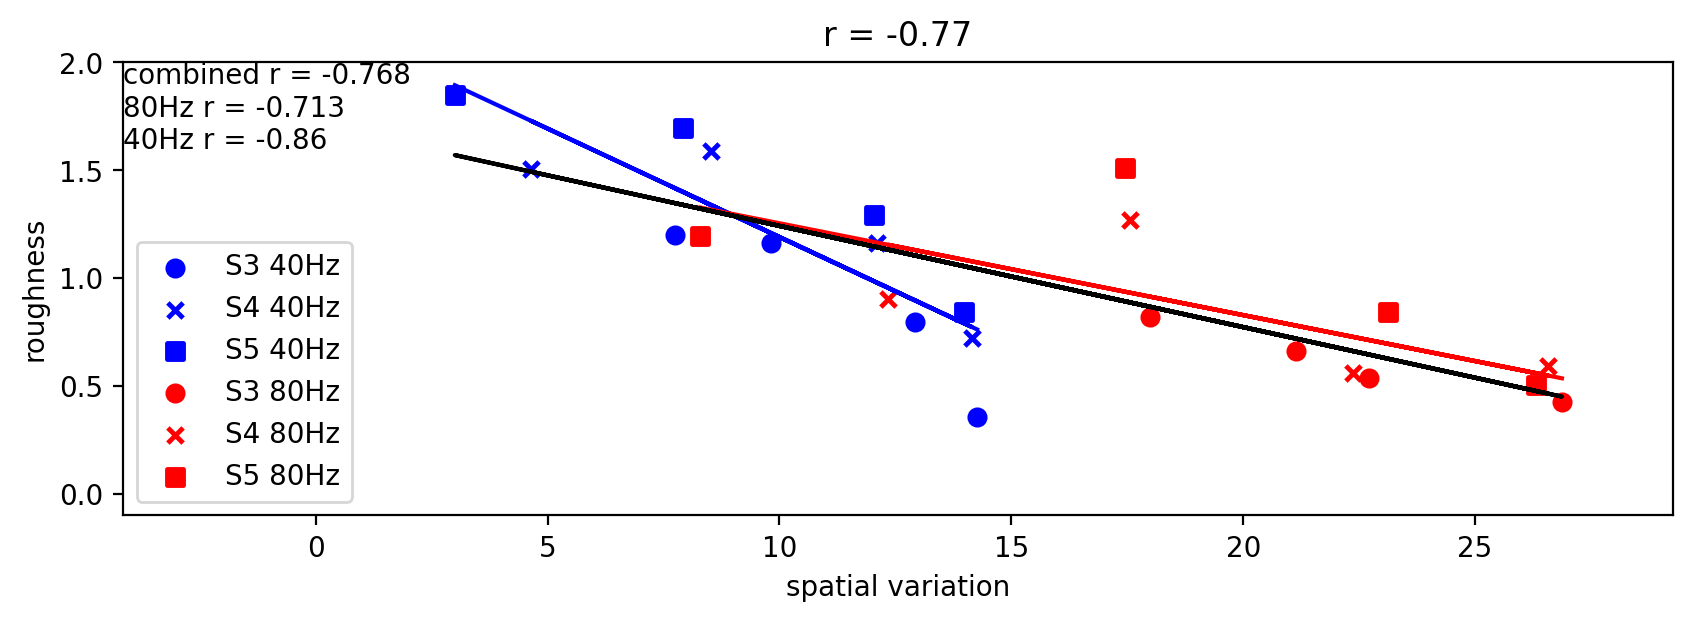 r = -0.77
combined r = -0.768
80Hz r = -0.713
40Hz r = -0.86
2.0
1.5
1.0
0.5
0.0
roughness
S3 40Hz
S4 40Hz
S5 40Hz
S3 80Hz
S4 80Hz
S5 80Hz
0 5 10 15 20 25
spatial variation